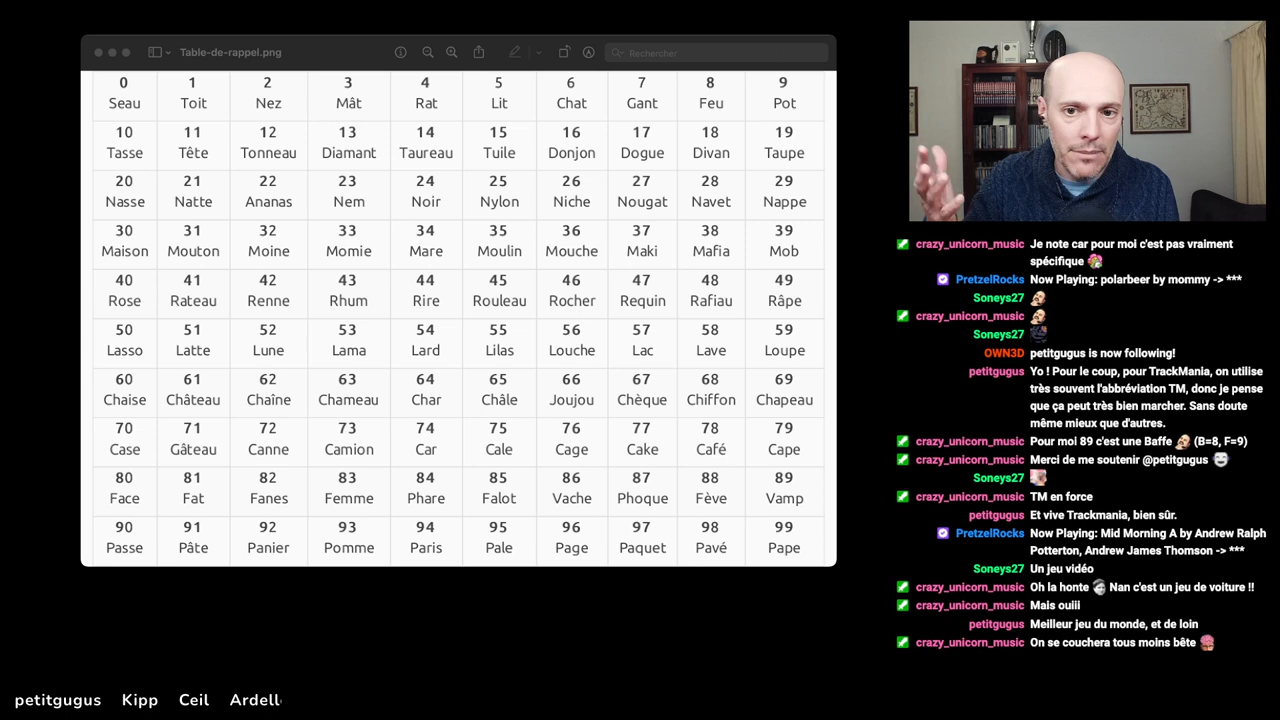 Table-de-rappel.png
Rechercher
0 1 2 3 4 5 6 7 8 9
Seau Toit Nez Mât Rat Lit Chat Gant Feu Pot
10 11 12 13 14 15 16 17 18 19
Tasse Tête Tonneau Diamant Taureau Tuile Donjon Dogue Divan Taupe
20 21 22 23 24 25 26 27 28 29
Nasse Natte Ananas Nem Noir Nylon Niche Nougat Navet Nappe
30 31 32 33 34 35 36 37 38 39
Maison Mouton Moine Momie Mare Moulin Mouche Maki Mafia Mob
40 41 42 43 44 45 46 47 48 49
Rose Rateau Renne Rhum Rire Rouleau Rocher Requin Rafiau Râpe
50 51 52 53 54 55 56 57 58 59
Lasso Latte Lune Lama Lard Lilas Louche Lac Lave Loupe
60 61 62 63 64 65 66 67 68 69
Chaise Château Chaîne Chameau Char Châle Joujou Chèque Chiffon Chapeau
70 71 72 73 74 75 76 77 78 79
Case Gâteau Canne Camion Car Cale Cage Cake Café Cape
80 81 82 83 84 85 86 87 88 89
Face Fat Fanes Femme Phare Falot Vache Phoque Fève Vamp
90 91 92 93 94 95 96 97 98 99
Passe Pâte Panier Pomme Paris Pale Page Paquet Pavé Pape
crazy_unicorn_music Je note car pour moi c'est pas vraiment
spécifique
PretzelRocks Now Playing: polarbeer by mommy -> ***
Soneys27
crazy_unicorn_music
Soneys27
OWN3D petitgugus is now following!
petitgugus Yo ! Pour le coup, pour TrackMania, on utilise
très souvent l'abbréviation TM, donc je pense
que ça peut très bien marcher. Sans doute
même mieux que d'autres.
crazy_unicorn_music Pour moi 89 c'est une Baffe (B=8, F=9)
crazy_unicorn_music Merci de me soutenir @petitgugus
Soneys27
crazy_unicorn_music TM en force
petitgugus Et vive Trackmania, bien sûr.
PretzelRocks Now Playing: Mid Morning A by Andrew Ralph
Potterton, Andrew James Thomson -> ***
Soneys27 Un jeu vidéo
crazy_unicorn_music Oh la honte Nan c'est un jeu de voiture !!
crazy_unicorn_music Mais ouiii
petitgugus Meilleur jeu du monde, et de loin
crazy_unicorn_music On se couchera tous moins bête
petitgugus Kipp Ceil Ardell